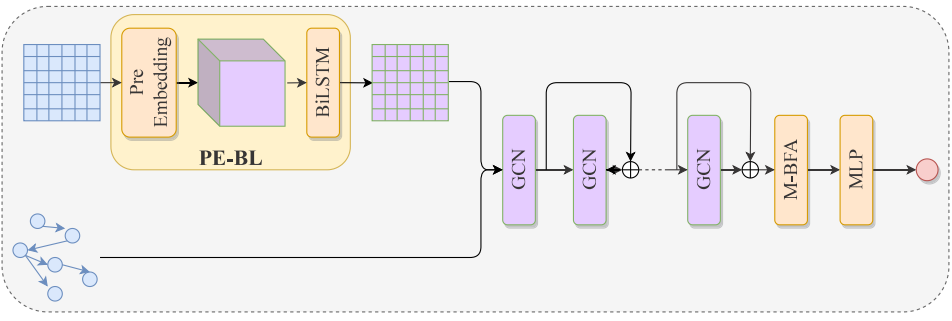 Pre
Embedding
BiLSTM
PE-BL
GCN
GCN
GCN
M-BFA
MLP